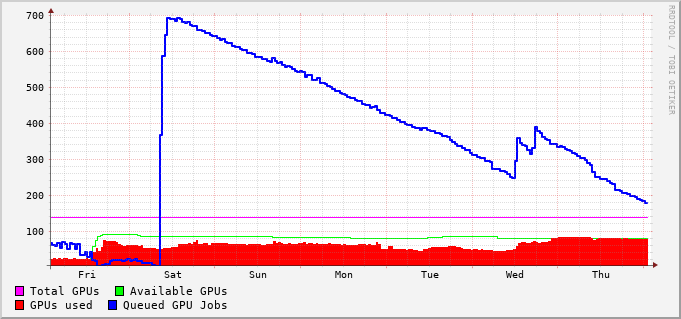 700
600
500
400
300
200
100
Fri Sat Sun Mon Tue Wed Thu
Total GPUs Available GPUs
GPUs used Queued GPU Jobs
RRDTOOL / TOBI OETIKER